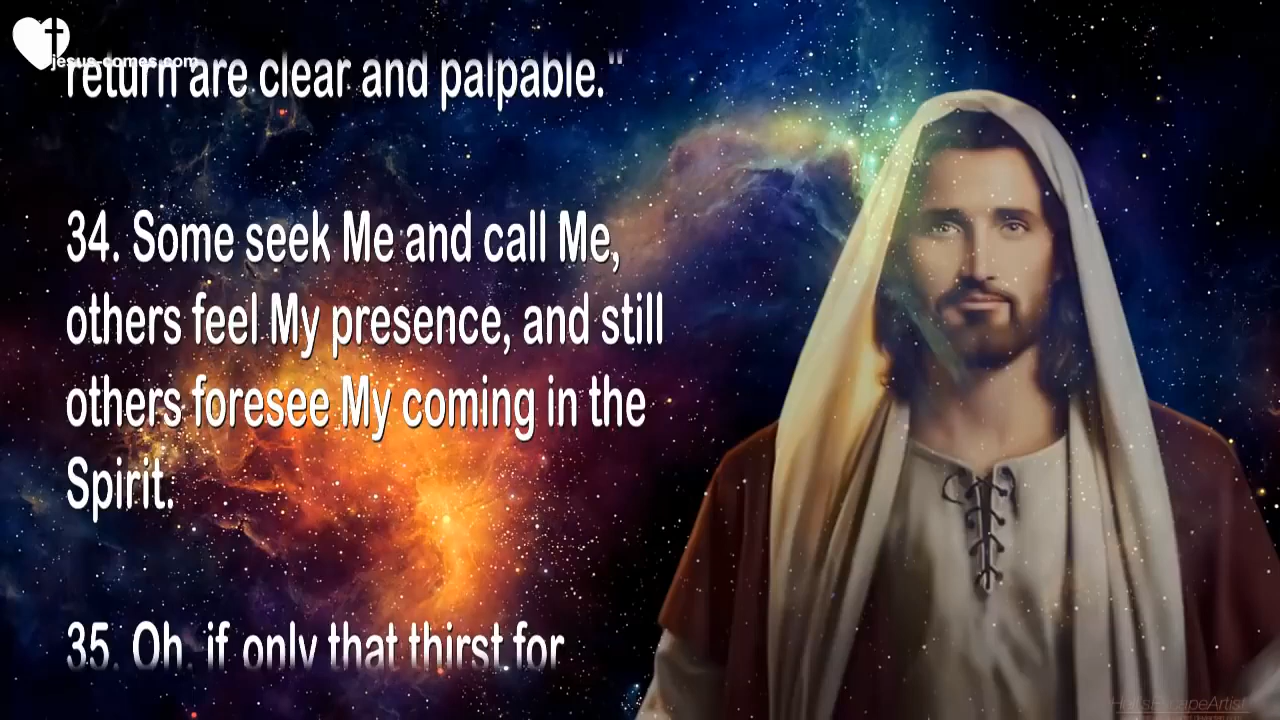 jesus-comes.com
return are clear and palpable."
34. Some seek Me and call Me,
others feel My presence, and still
others foresee My coming in the
Spirit.
35. Oh, if only that thirst for